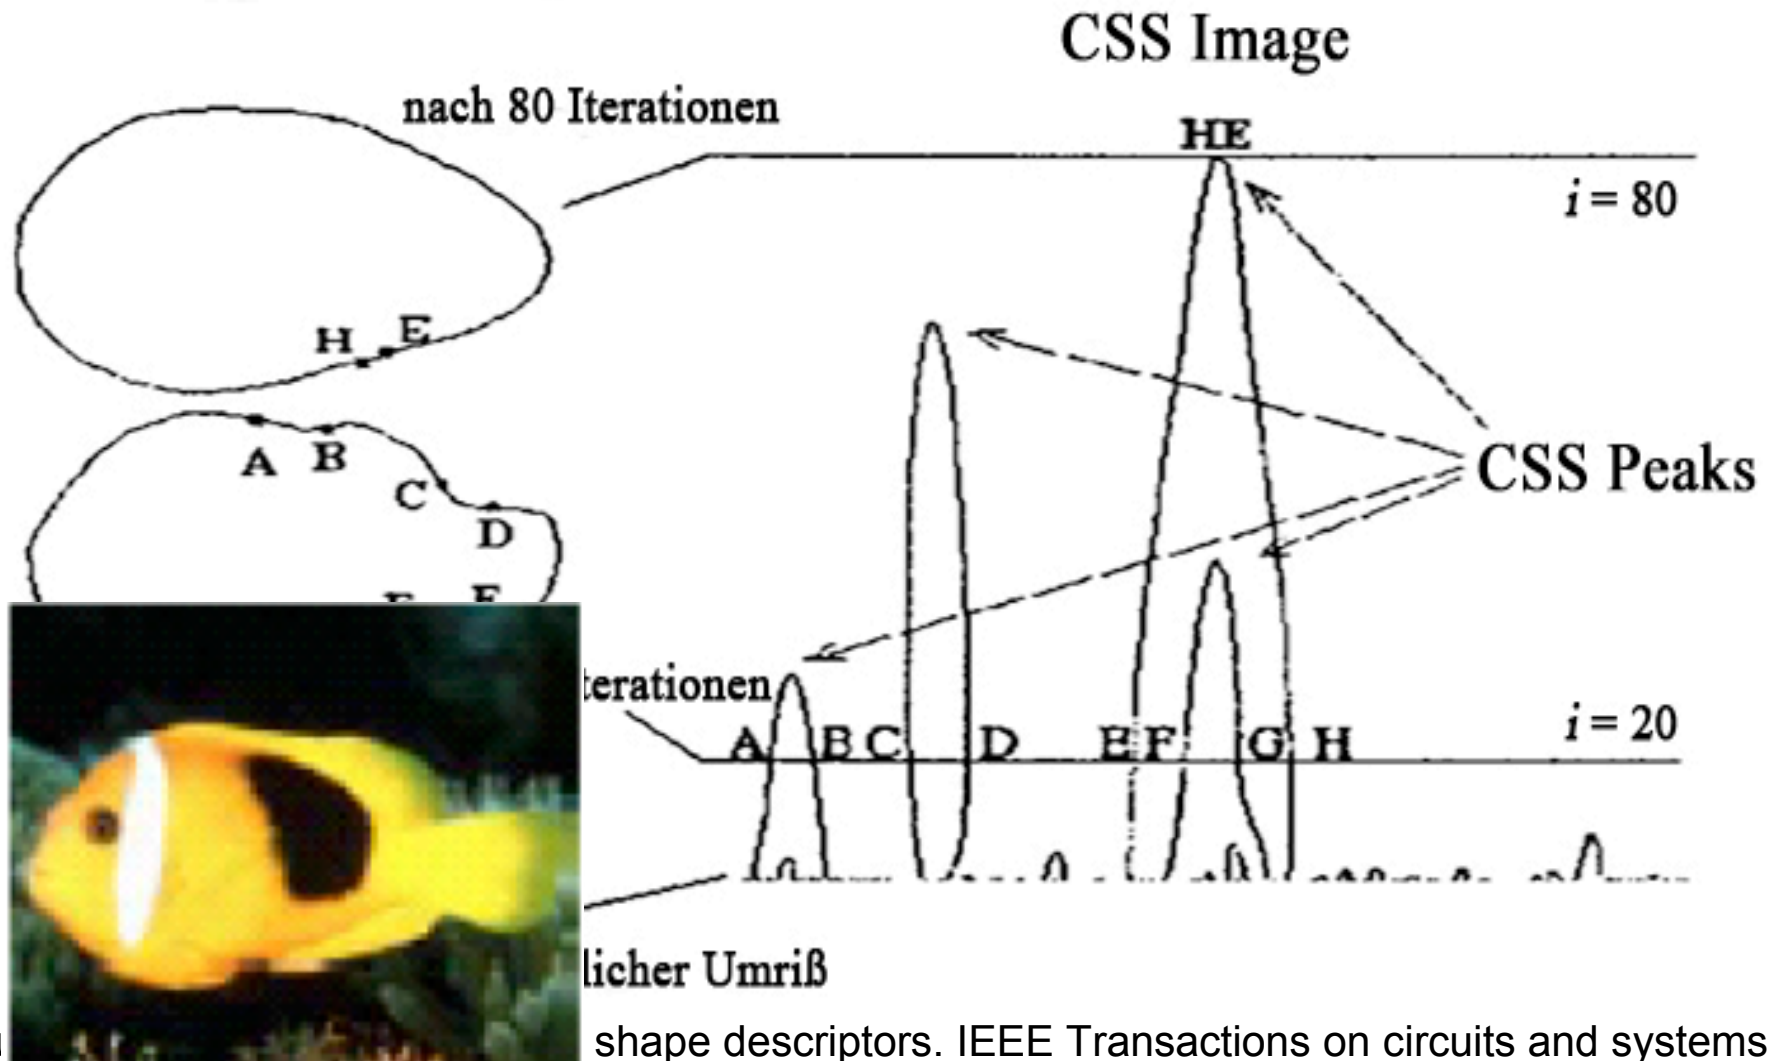 CSS Image
nach 80 Iterationen
HE
i = 80
H E
A B
C
D
CSS Peaks
terationen
i = 20
A B C D E F G H
licher Umriß
shape descriptors. IEEE Transactions on circuits and systems